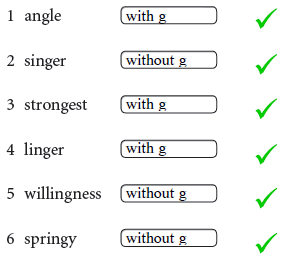 1 angle with g
2 singer without g
3 strongest with g
4 linger with g
5 willingness without g
6 springy without g